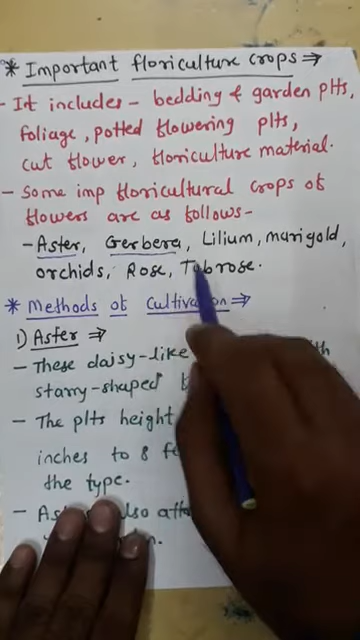 * Important floriculture crops ⇒
- It includes - bedding & garden plts,
foliage, potted flowering plts,
cut flower, floriculture material.
- Some imp floricultural crops of
flowers are as follows-
- Aster, Gerbera, Lilium, marigold,
orchids, Rose, Tubrose.
* Methods of cultivation ⇒
1) Aster ⇒
- These daisy-like
starry-shaped
- The plts height
inches to 8
the type.
- also